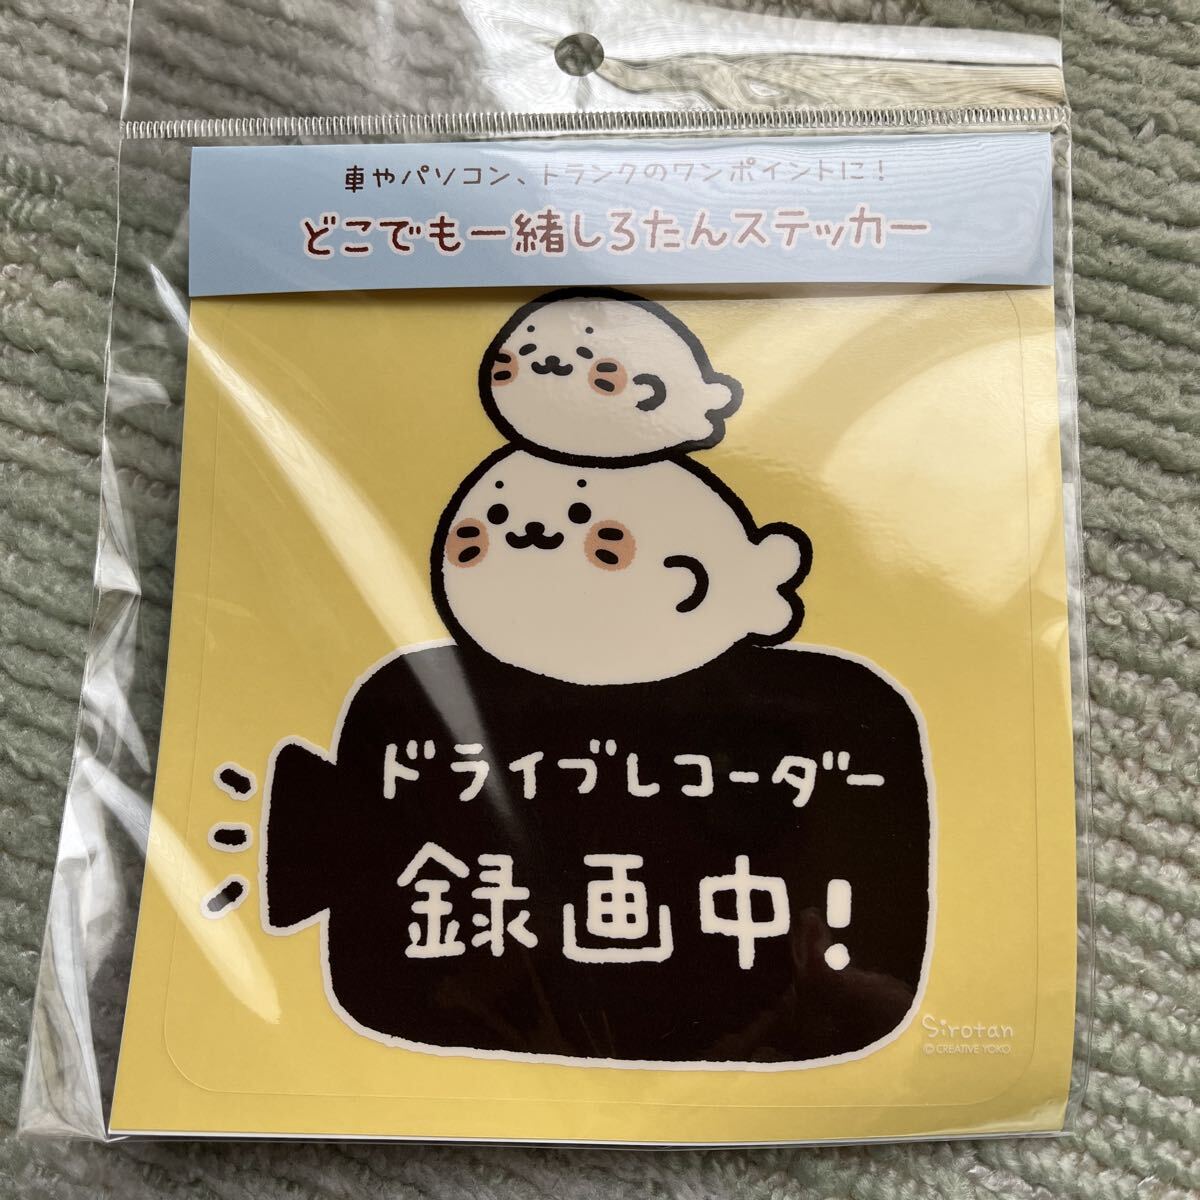 車やパソコン、トランクのワンポイントに!
どこでも一緒しろたんステッカー
ドライブレコーダー
録画中!
Sirotan
© CREATIVE YOKO